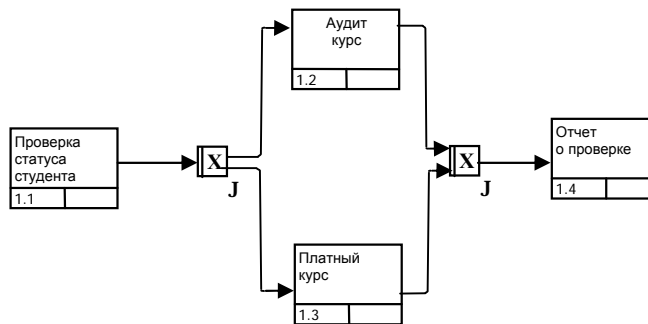 Аудит
курс
1.2
Проверка
статуса
студента
1.1
X
J
X
J
Отчет
о проверке
1.4
Платный
курс
1.3